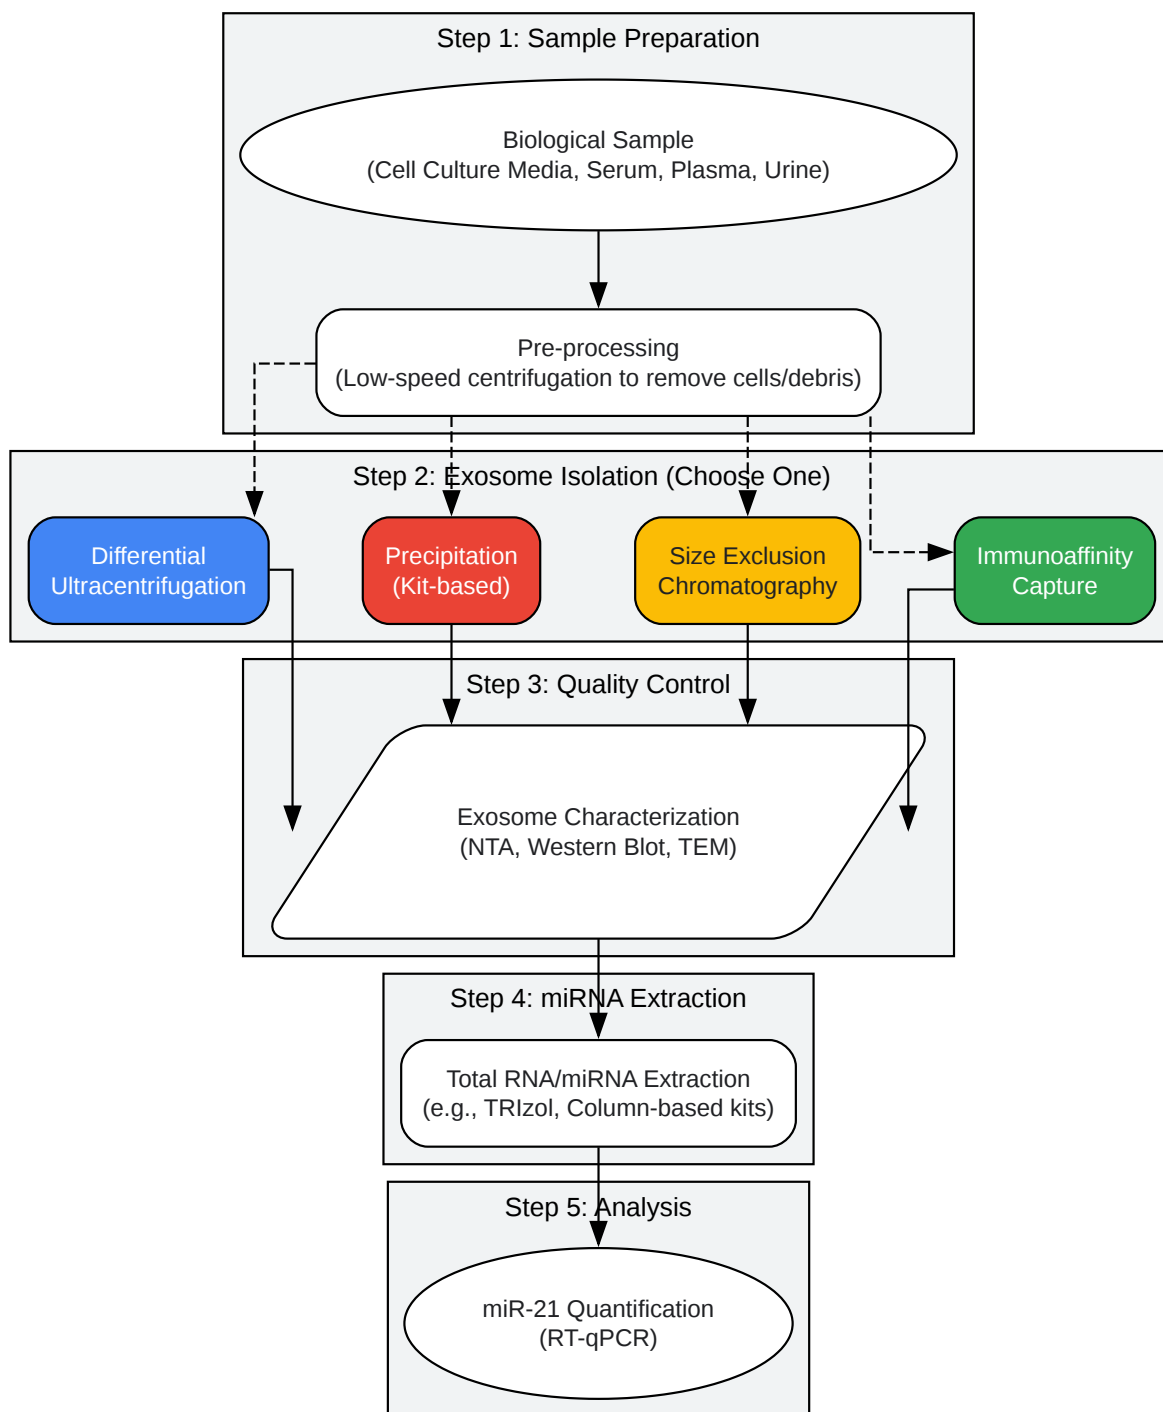 Step 1: Sample Preparation
Biological Sample
(Cell Culture Media, Serum, Plasma, Urine)
Pre-processing
(Low-speed centrifugation to remove cells/debris)
Step 2: Exosome Isolation (Choose One)
Differential
Ultracentrifugation
Precipitation
(Kit-based)
Size Exclusion
Chromatography
Immunoaffinity
Capture
Step 3: Quality Control
Exosome Characterization
(NTA, Western Blot, TEM)
Step 4: miRNA Extraction
Total RNA/miRNA Extraction
(e.g., TRIzol, Column-based kits)
Step 5: Analysis
miR-21 Quantification
(RT-qPCR)